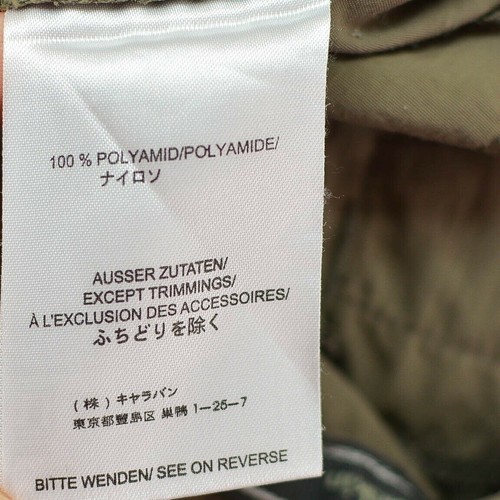 100 % POLYAMID/POLYAMIDE/
ナイロソ
AUSSER ZUTATEN/
EXCEPT TRIMMINGS/
À L'EXCLUSION DES ACCESSOIRES/
ふちどりを除く
(株) キャラバン
東京都豐島区 巣鴨 1-25-7
BITTE WENDEN/ SEE ON REVERSE